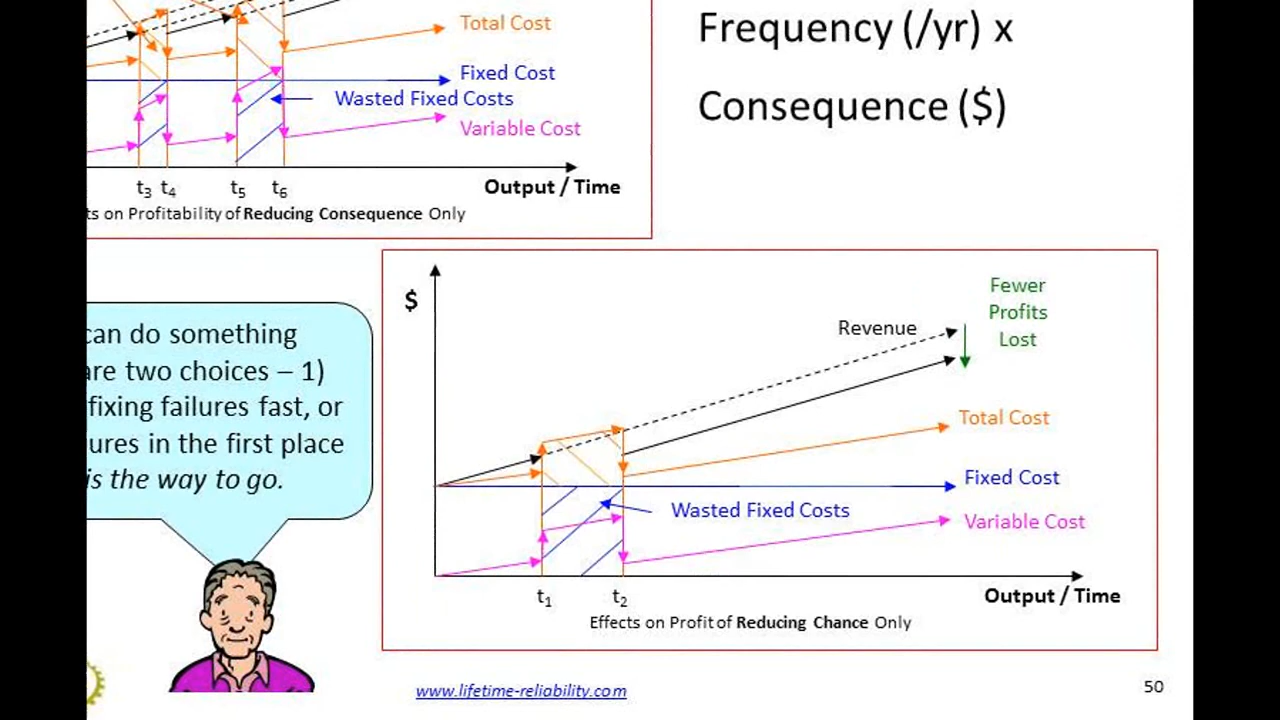 Frequency (/yr) x
Consequence ($)
Total Cost
Fixed Cost
Wasted Fixed Costs
Variable Cost
t3 t4 t5 t6
Output / Time
on Profitability of Reducing Consequence Only
can do something
are two choices – 1)
fixing failures fast, or
in the first place
is the way to go.
$
Revenue
Fewer
Profits
Lost
Total Cost
Fixed Cost
Wasted Fixed Costs
Variable Cost
t1 t2
Output / Time
Effects on Profit of Reducing Chance Only
www.lifetime-reliability.com
50